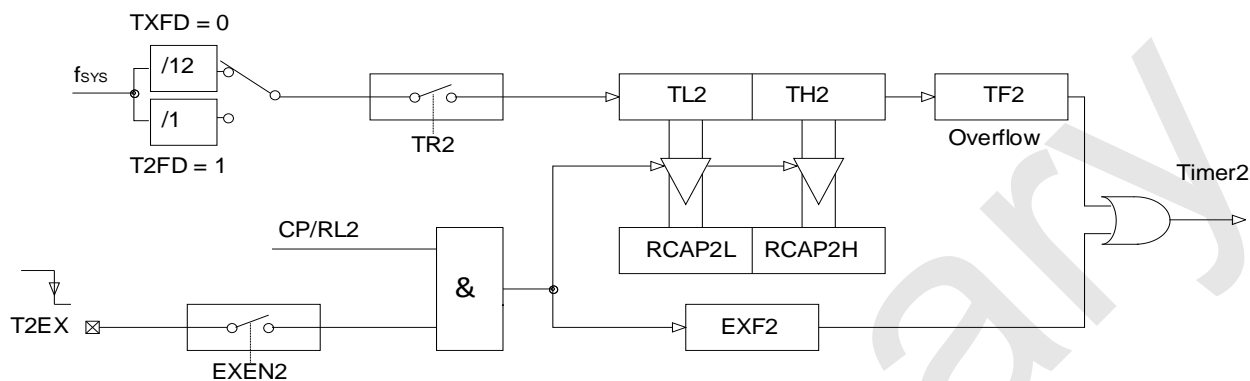 TXFD = 0
fSYS
/12
/1
T2FD = 1
TR2
TL2
TH2
TF2
Overflow
Timer2
CP/RL2
RCAP2L
RCAP2H
&
T2EX
EXEN2
EXF2
ary